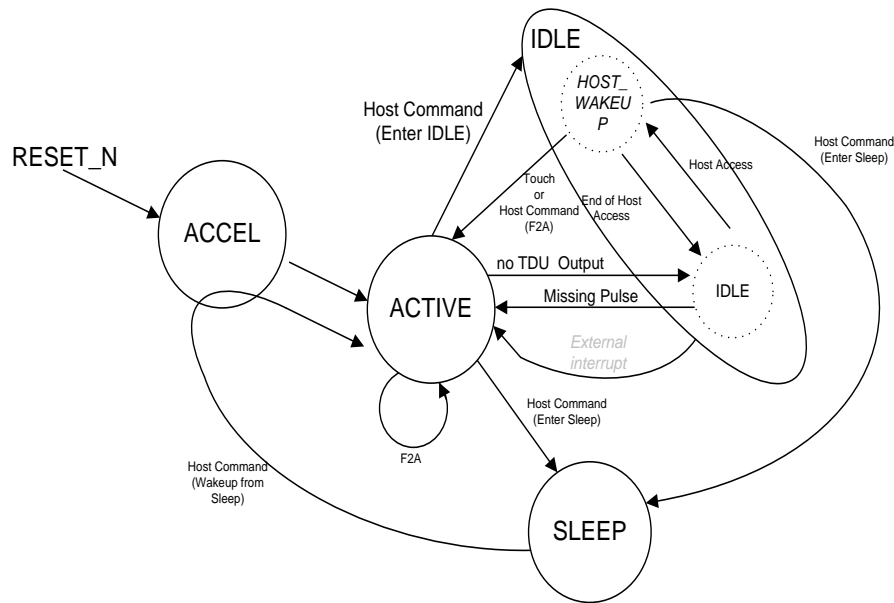 IDLE
HOST_
WAKEU
P
Host Command
(Enter IDLE)
Host Command
(Enter Sleep)
RESET_N
Host Access
Touch
or
Host Command
(F2A)
End of Host
Access
ACCEL
no TDU Output
IDLE
Missing Pulse
ACTIVE
External
interrupt
Host Command
(Enter Sleep)
F2A
Host Command
(Wakeup from
Sleep)
SLEEP